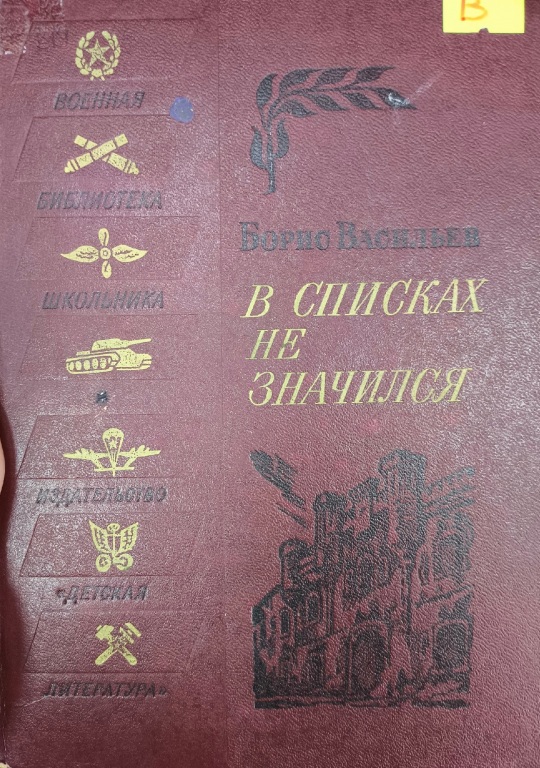 В
ВОЕННАЯ
БИБЛИОТЕКА
ШКОЛЬНИКА
ИЗДАТЕЛЬСТВО
«ДЕТСКАЯ
ЛИТЕРАТУРА»
БОРИС ВАСИЛЬЕВ
В СПИСКАХ
НЕ
ЗНАЧИЛСЯ